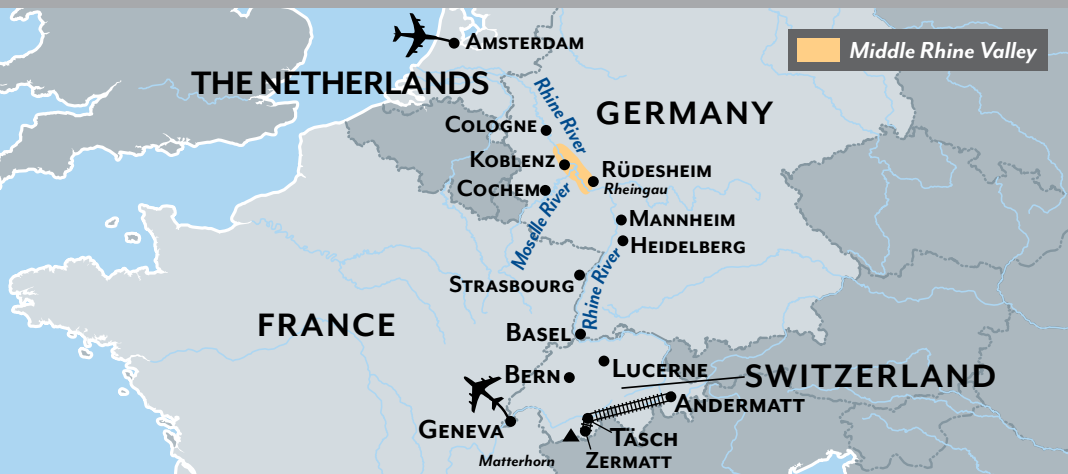 Amsterdam
Middle Rhine Valley
THE NETHERLANDS
Rhine River
GERMANY
Cologne
Koblenz
Rüdesheim
Rheingau
Cochem
Moselle River
Mannheim
Heidelberg
Strasbourg
Rhine River
FRANCE
Basel
Lucerne
Bern
SWITZERLAND
Andermatt
Geneva
Täsch
Matterhorn
Zermatt